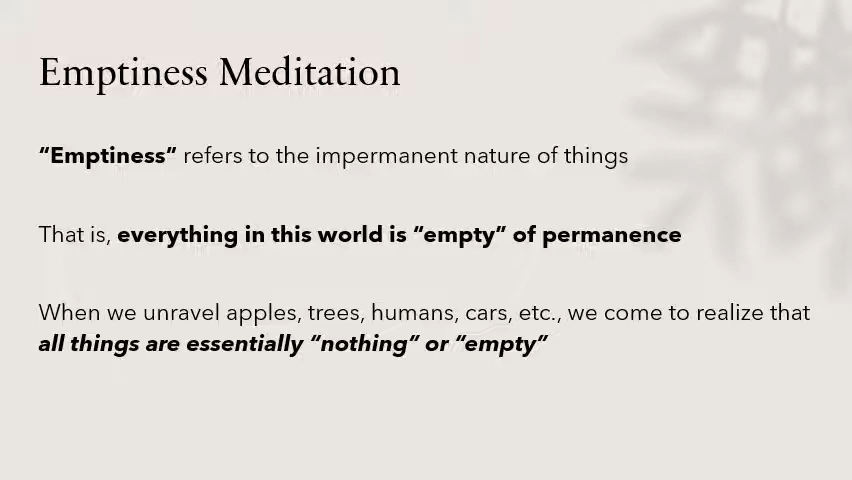 Emptiness Meditation
“Emptiness” refers to the impermanent nature of things
That is, everything in this world is “empty” of permanence
When we unravel apples, trees, humans, cars, etc., we come to realize that
all things are essentially “nothing” or “empty”